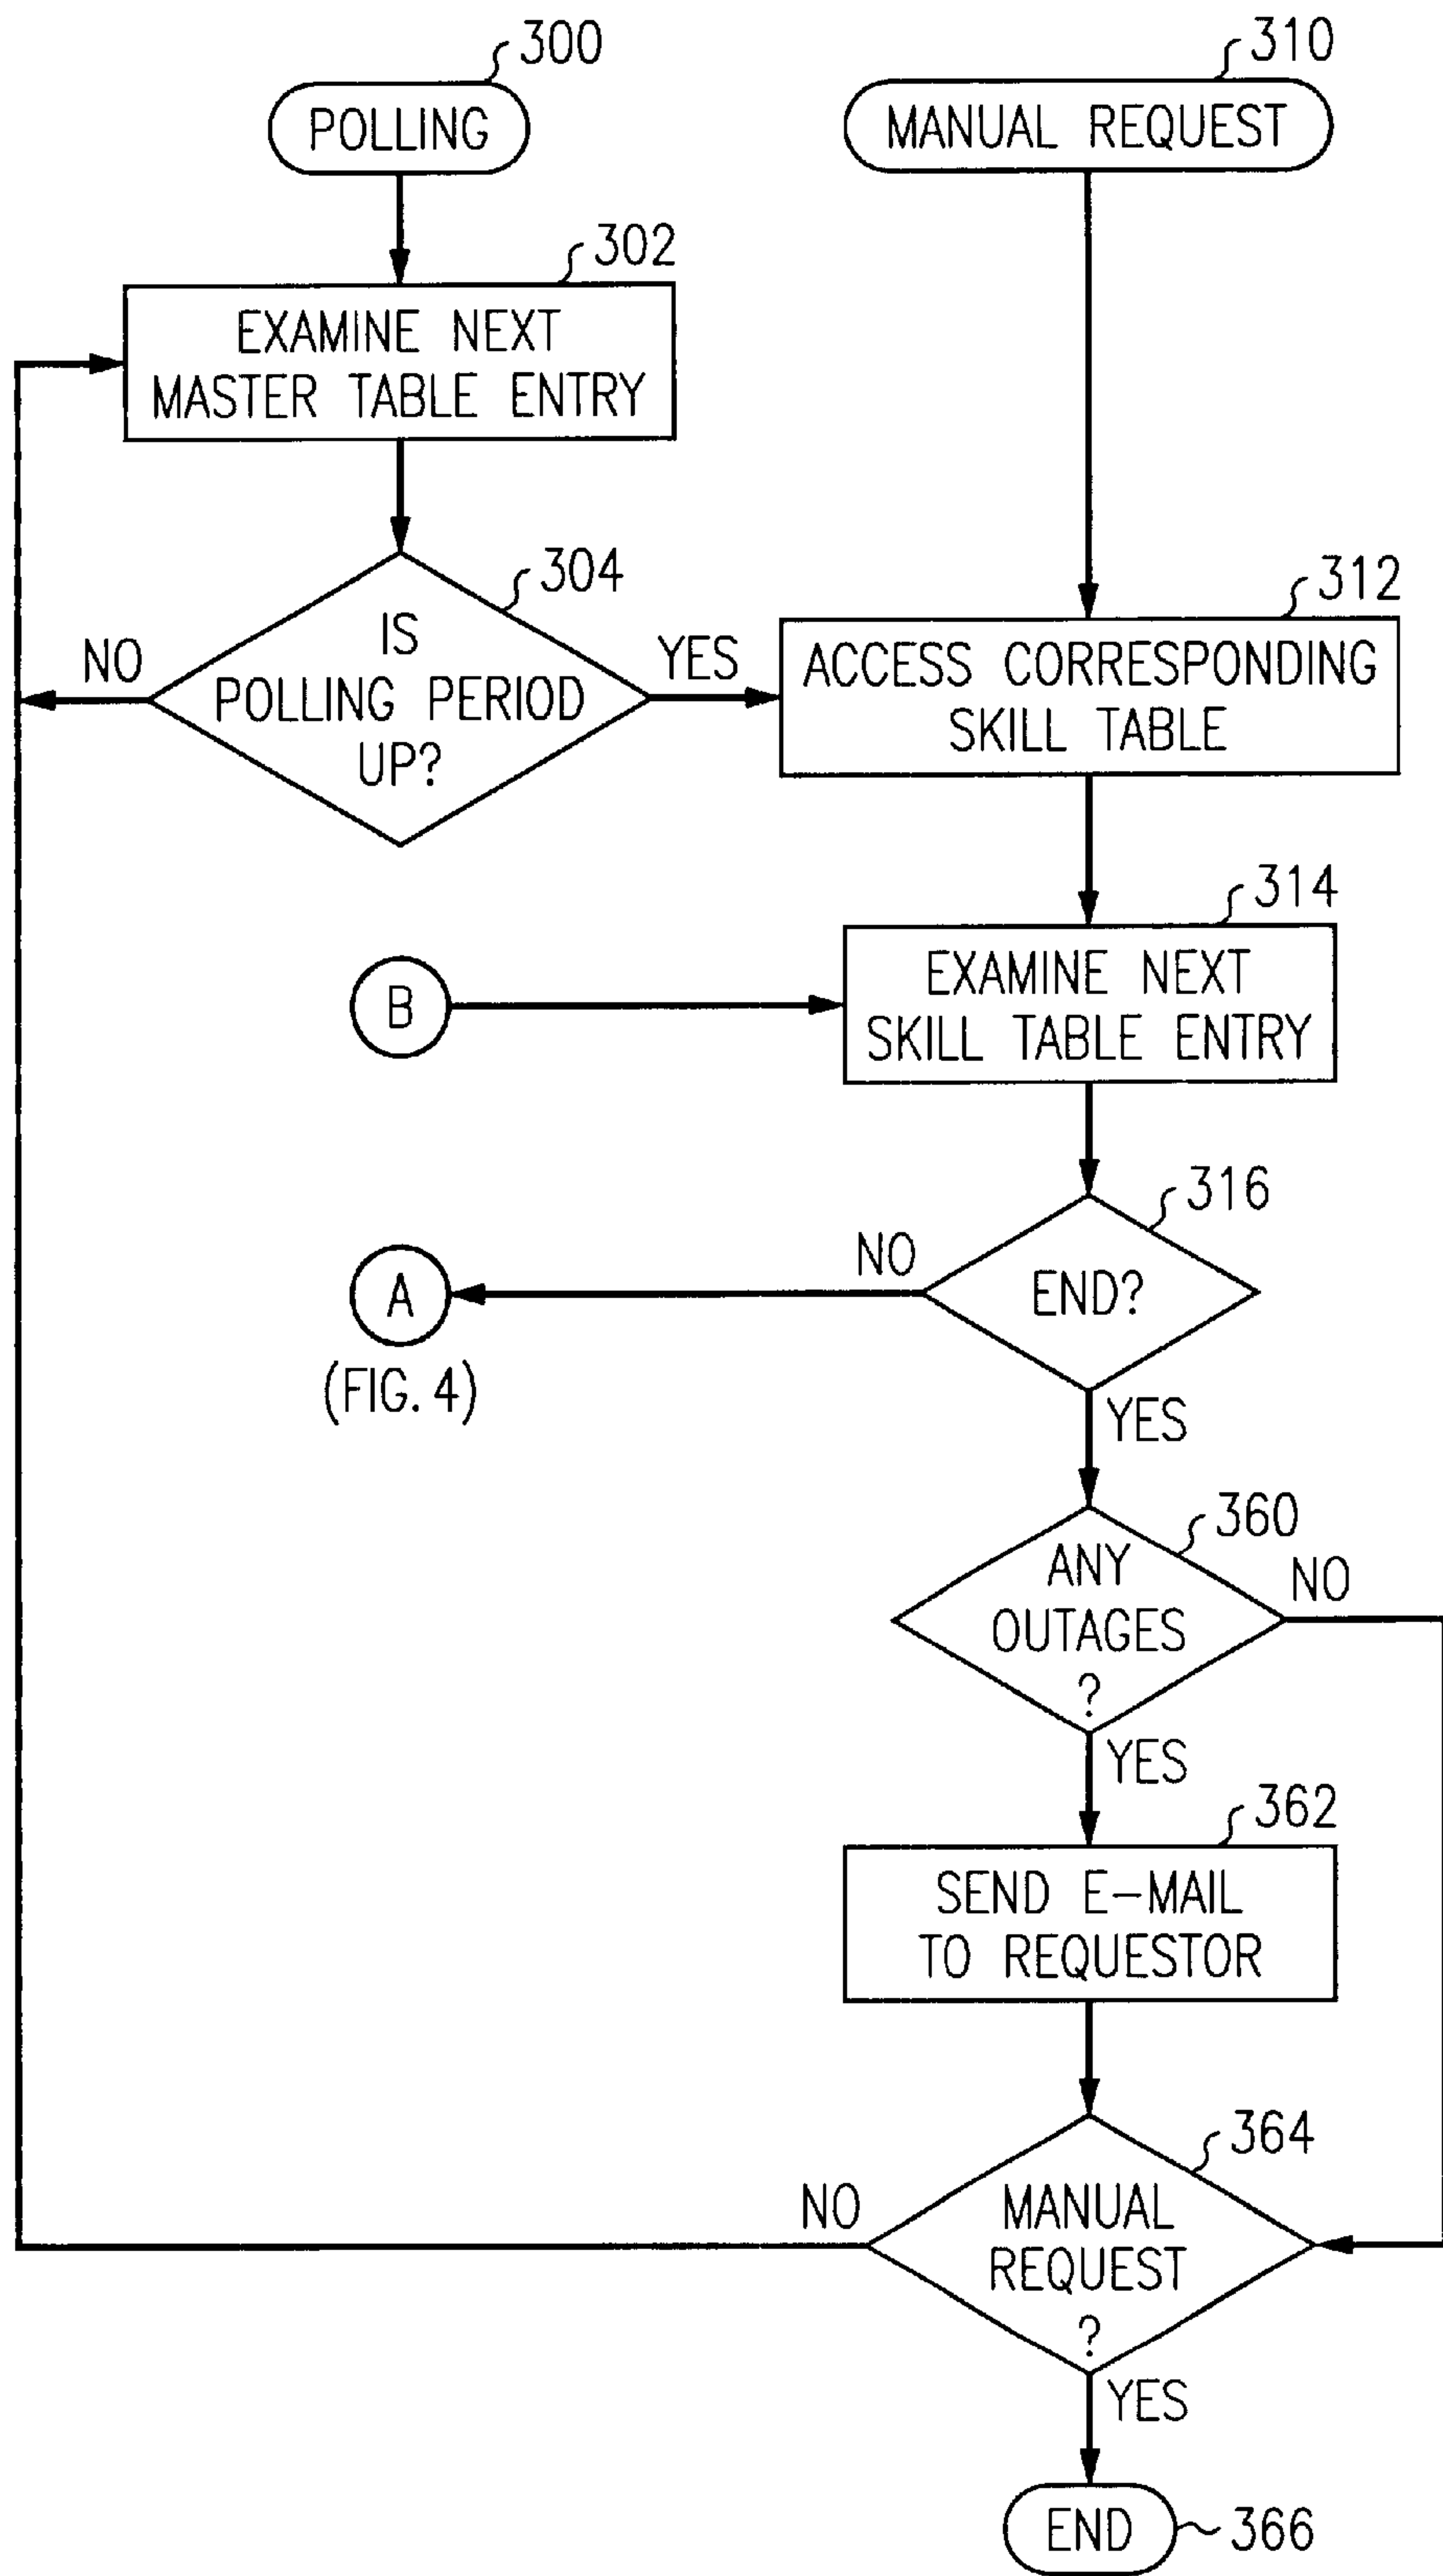 300
POLLING
310
MANUAL REQUEST
302
EXAMINE NEXT
MASTER TABLE ENTRY
304
IS
POLLING PERIOD
UP?
NO
YES
312
ACCESS CORRESPONDING
SKILL TABLE
314
EXAMINE NEXT
SKILL TABLE ENTRY
B
316
END?
NO
A
(FIG. 4)
YES
360
ANY
OUTAGES
?
NO
YES
362
SEND E-MAIL
TO REQUESTOR
364
MANUAL
REQUEST
?
NO
YES
END
366